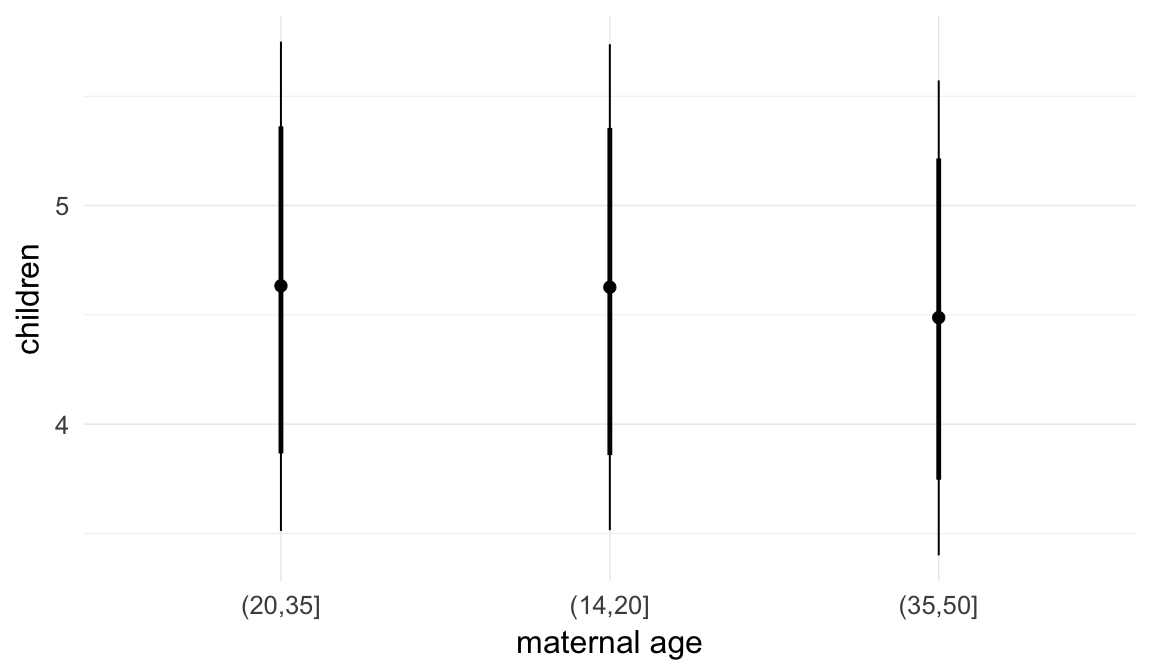 children
5
4
(20,35]
(14,20]
(35,50]
maternal age